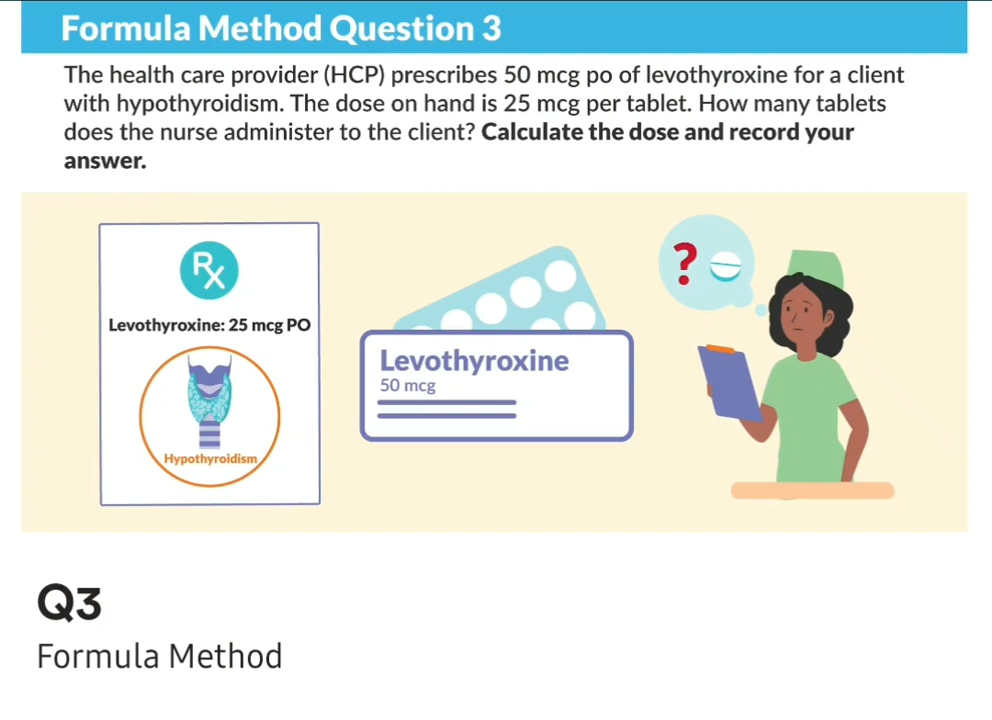 Formula Method Question 3
The health care provider (HCP) prescribes 50 mcg po of levothyroxine for a client
with hypothyroidism. The dose on hand is 25 mcg per tablet. How many tablets
does the nurse administer to the client? Calculate the dose and record your
answer.
Rx
Levothyroxine: 25 mcg PO
Hypothyroidism
Levothyroxine
50 mcg
?
Q3
Formula Method